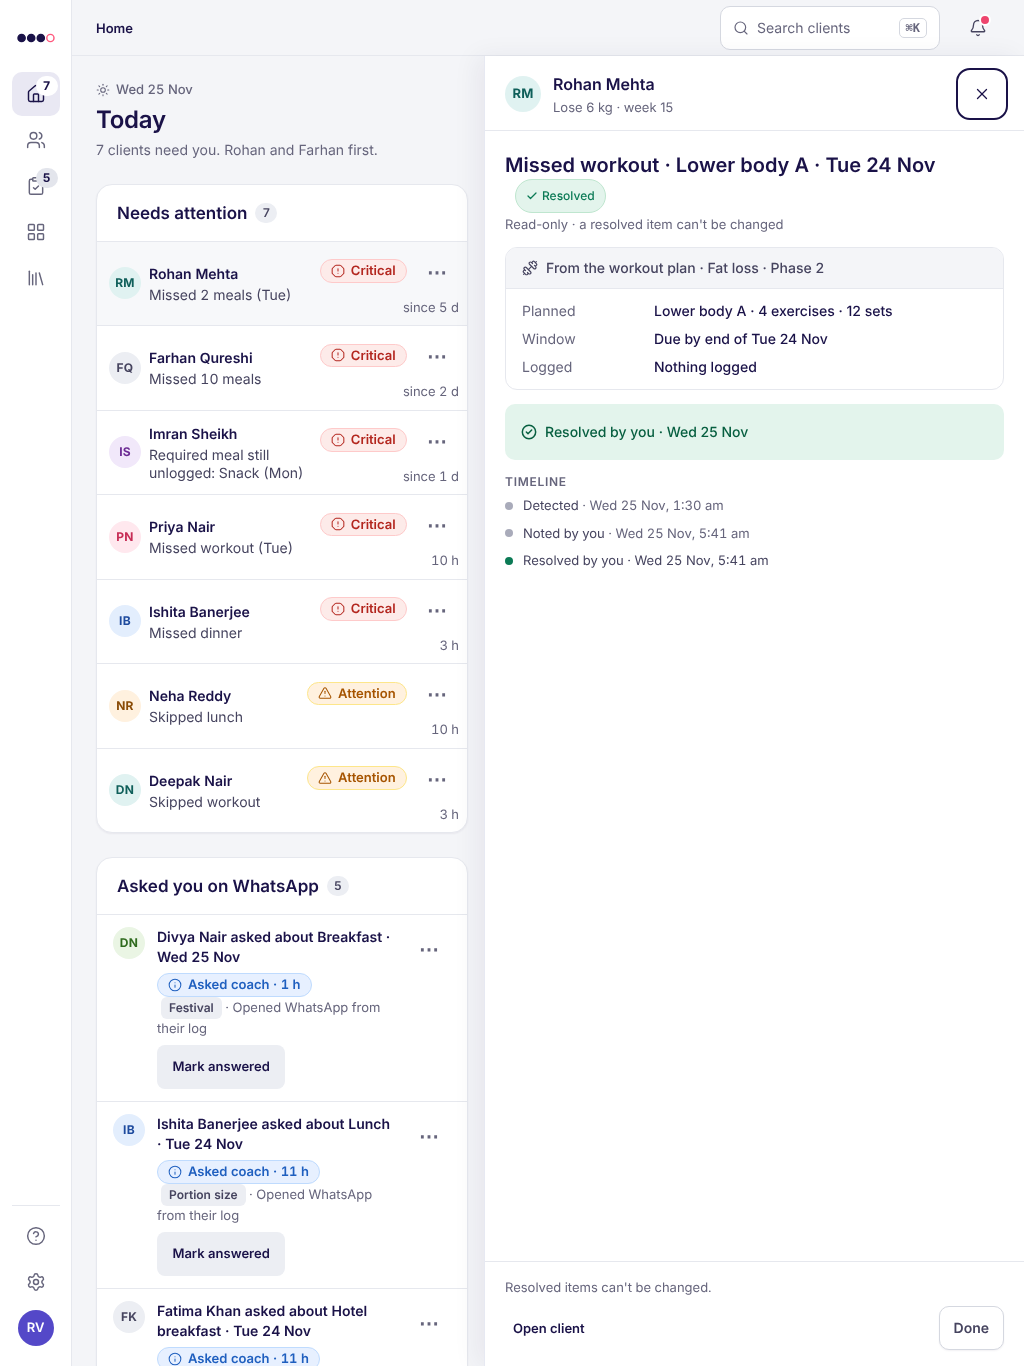 Home
Search clients
⌘K
7
5
Wed 25 Nov
Today
7 clients need you. Rohan and Farhan first.
Needs attention 7
RM
Rohan Mehta
Missed 2 meals (Tue)
Critical
since 5 d
FQ
Farhan Qureshi
Missed 10 meals
Critical
since 2 d
IS
Imran Sheikh
Required meal still
unlogged: Snack (Mon)
Critical
since 1 d
PN
Priya Nair
Missed workout (Tue)
Critical
10 h
IB
Ishita Banerjee
Missed dinner
Critical
3 h
NR
Neha Reddy
Skipped lunch
Attention
10 h
DN
Deepak Nair
Skipped workout
Attention
3 h
Asked you on WhatsApp 5
DN
Divya Nair asked about Breakfast ·
Wed 25 Nov
Asked coach · 1 h
Festival · Opened WhatsApp from
their log
Mark answered
IB
Ishita Banerjee asked about Lunch
· Tue 24 Nov
Asked coach · 11 h
Portion size · Opened WhatsApp
from their log
Mark answered
FK
Fatima Khan asked about Hotel
breakfast · Tue 24 Nov
Asked coach · 11 h
RV
RM
Rohan Mehta
Lose 6 kg · week 15
Missed workout · Lower body A · Tue 24 Nov
Resolved
Read-only · a resolved item can't be changed
From the workout plan · Fat loss · Phase 2
Planned Lower body A · 4 exercises · 12 sets
Window Due by end of Tue 24 Nov
Logged Nothing logged
Resolved by you · Wed 25 Nov
TIMELINE
Detected · Wed 25 Nov, 1:30 am
Noted by you · Wed 25 Nov, 5:41 am
Resolved by you · Wed 25 Nov, 5:41 am
Resolved items can't be changed.
Open client
Done